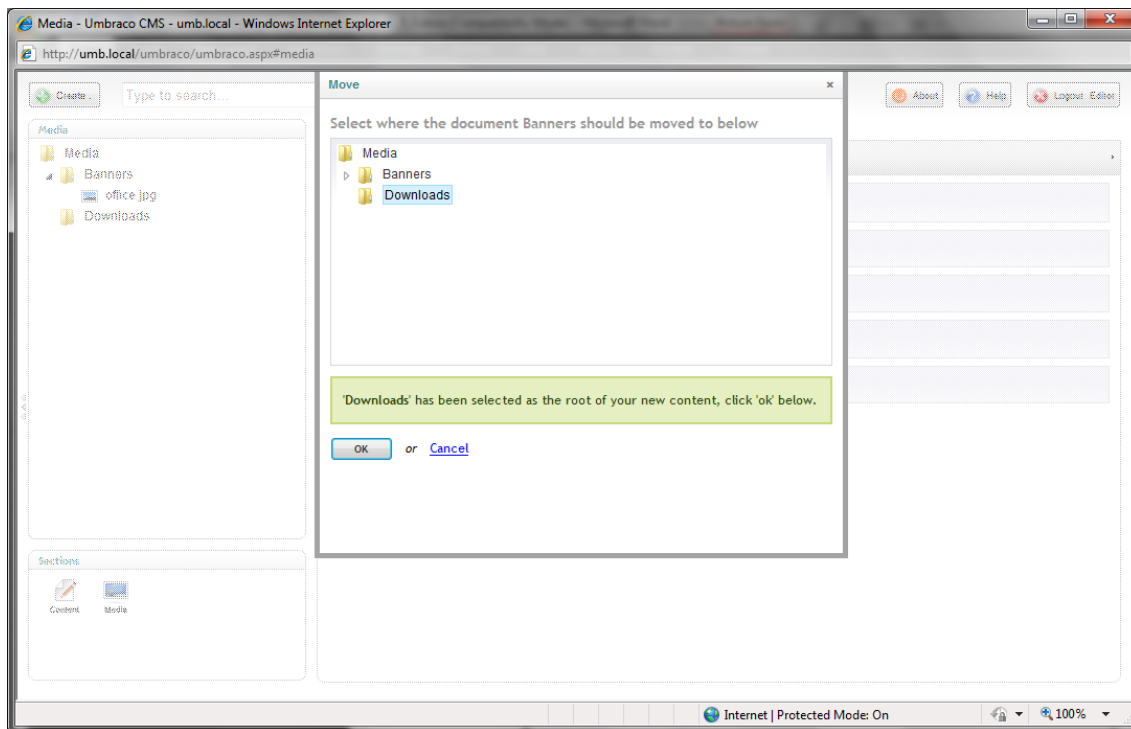 Media - Umbraco CMS - umb.local - Windows Internet Explorer
http://umb.local/umbraco/umbraco.aspx#media
Create .
Type to search...
About
Help
Logout Editor
Media
Media
Banners
office.jpg
Downloads
Move
Select where the document Banners should be moved to below
Media
Banners
Downloads
'Downloads' has been selected as the root of your new content, click 'ok' below.
OK or Cancel
Sections
Content
Media
Internet | Protected Mode: On
100%